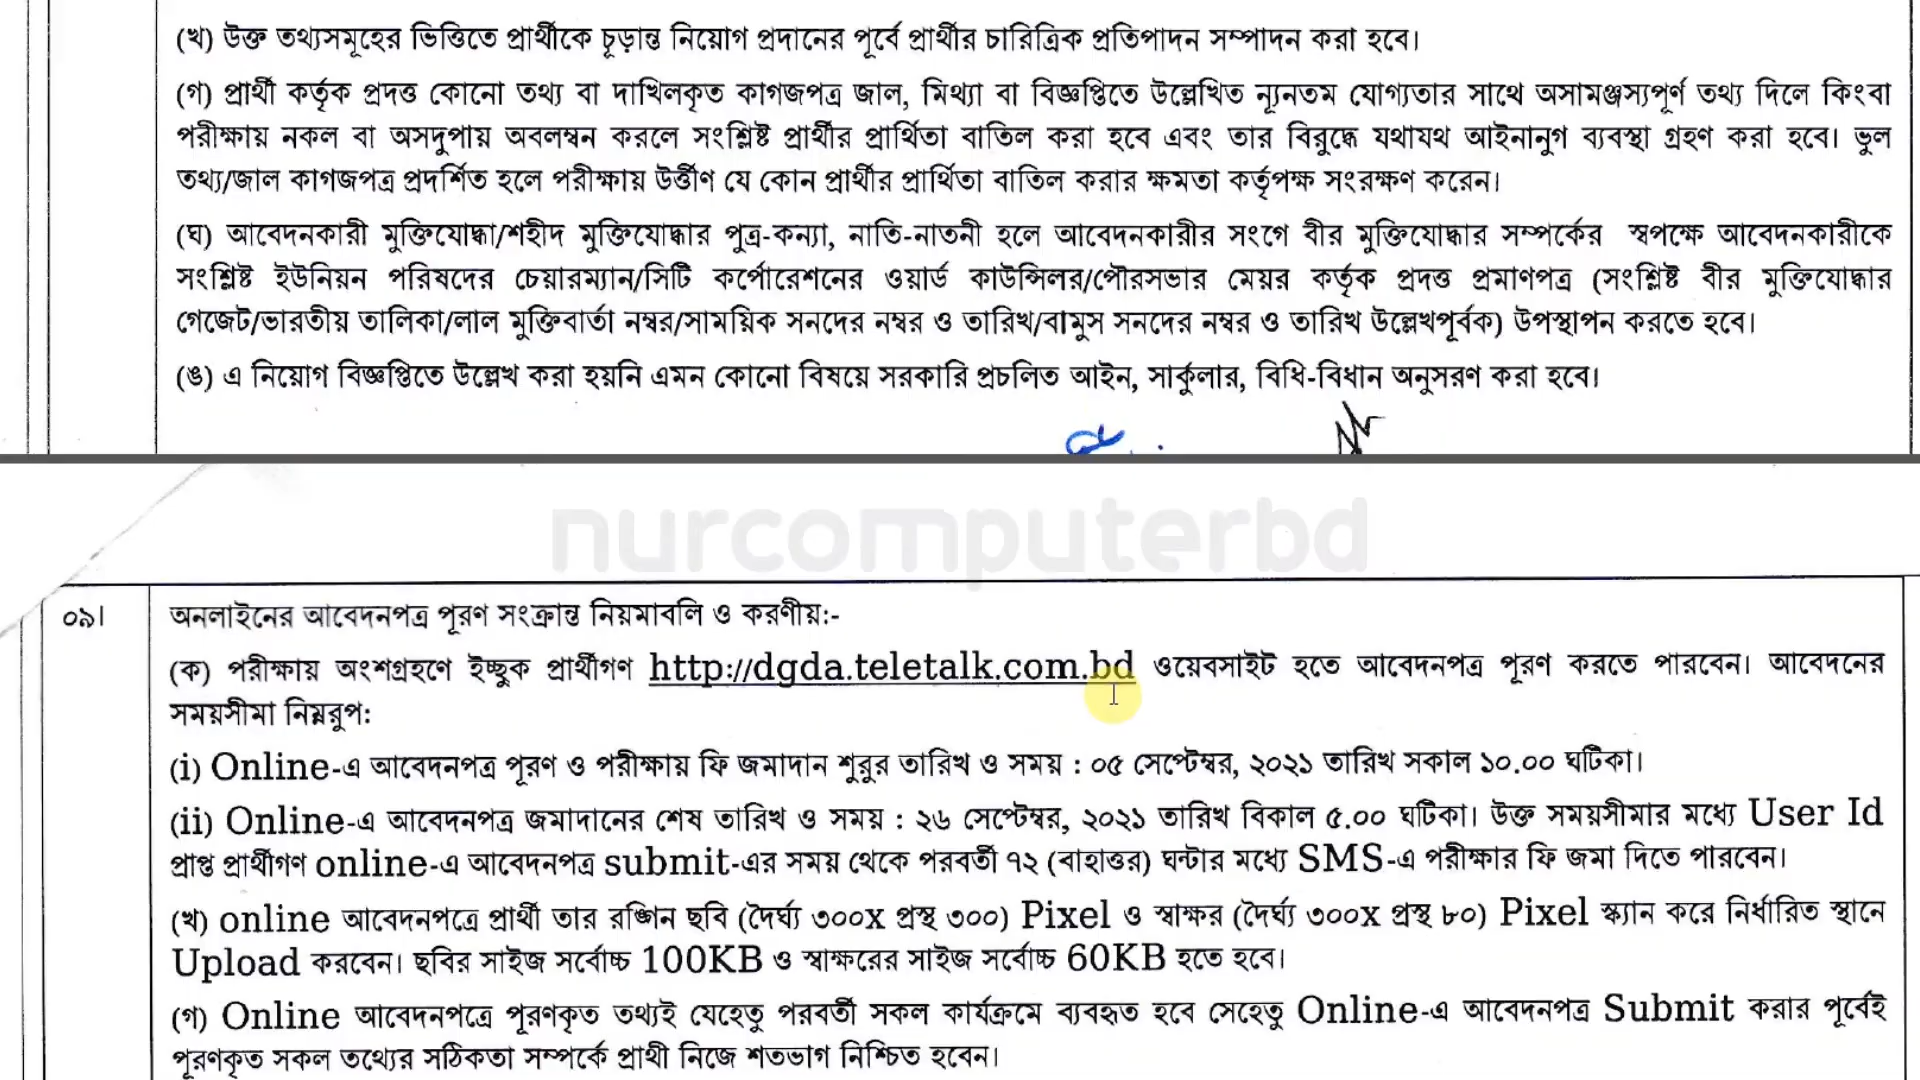 (খ) উক্ত তথ্যসমূহের ভিত্তিতে প্রার্থীকে চূড়ান্ত নিয়োগ প্রদানের পূর্বে প্রার্থীর চারিত্রিক প্রতিপাদন সম্পাদন করা হবে।
(গ) প্রার্থী কর্তৃক প্রদত্ত কোনো তথ্য বা দাখিলকৃত কাগজপত্র জাল, মিথ্যা বা বিজ্ঞপ্তিতে উল্লেখিত ন্যূনতম যোগ্যতার সাথে অসামঞ্জস্যপূর্ণ তথ্য দিলে কিংবা
পরীক্ষায় নকল বা অসদুপায় অবলম্বন করলে সংশ্লিষ্ট প্রার্থীর প্রার্থিতা বাতিল করা হবে এবং তার বিরুদ্ধে যথাযথ আইনানুগ ব্যবস্থা গ্রহণ করা হবে। ভুল
তথ্য/জাল কাগজপত্র প্রদর্শিত হলে পরীক্ষায় উর্ত্তীণ যে কোন প্রার্থীর প্রার্থিতা বাতিল করার ক্ষমতা কর্তৃপক্ষ সংরক্ষণ করেন।
(ঘ) আবেদনকারী মুক্তিযোদ্ধা/শহীদ মুক্তিযোদ্ধার পুত্র-কন্যা, নাতি-নাতনী হলে আবেদনকারীর সংগে বীর মুক্তিযোদ্ধার সম্পর্কের স্বপক্ষে আবেদনকারীকে
সংশ্লিষ্ট ইউনিয়ন পরিষদের চেয়ারম্যান/সিটি কর্পোরেশনের ওয়ার্ড কাউন্সিলর/পৌরসভার মেয়র কর্তৃক প্রদত্ত প্রমাণপত্র (সংশ্লিষ্ট বীর মুক্তিযোদ্ধার
গেজেট/ভারতীয় তালিকা/লাল মুক্তিবার্তা নম্বর/সাময়িক সনদের নম্বর ও তারিখ/বামুস সনদের নম্বর ও তারিখ উল্লেখপূর্বক) উপস্থাপন করতে হবে।
(ঙ) এ নিয়োগ বিজ্ঞপ্তিতে উল্লেখ করা হয়নি এমন কোনো বিষয়ে সরকারি প্রচলিত আইন, সার্কুলার, বিধি-বিধান অনুসরণ করা হবে।
nurcomputerbd
০৯। অনলাইনের আবেদনপত্র পূরণ সংক্রান্ত নিয়মাবলি ও করণীয়:-
(ক) পরীক্ষায় অংশগ্রহণে ইচ্ছুক প্রার্থীগণ http://dgda.teletalk.com.bd ওয়েবসাইট হতে আবেদনপত্র পূরণ করতে পারবেন। আবেদনের
সময়সীমা নিম্নরুপ:
(i) Online-এ আবেদনপত্র পূরণ ও পরীক্ষায় ফি জমাদান শুরুর তারিখ ও সময় : ০৫ সেপ্টেম্বর, ২০২১ তারিখ সকাল ১০.০০ ঘটিকা।
(ii) Online-এ আবেদনপত্র জমাদানের শেষ তারিখ ও সময় : ২৬ সেপ্টেম্বর, ২০২১ তারিখ বিকাল ৫.০০ ঘটিকা। উক্ত সময়সীমার মধ্যে User Id
প্রাপ্ত প্রার্থীগণ online-এ আবেদনপত্র submit-এর সময় থেকে পরবর্তী ৭২ (বাহাত্তর) ঘন্টার মধ্যে SMS-এ পরীক্ষার ফি জমা দিতে পারবেন।
(খ) online আবেদনপত্রে প্রার্থী তার রঙ্গিন ছবি (দৈর্ঘ্য ৩০০x প্রস্থ ৩০০) Pixel ও স্বাক্ষর (দৈর্ঘ্য ৩০০x প্রস্থ ৮০) Pixel স্ক্যান করে নির্ধারিত স্থানে
Upload করবেন। ছবির সাইজ সর্বোচ্চ 100KB ও স্বাক্ষরের সাইজ সর্বোচ্চ 60KB হতে হবে।
(গ) Online আবেদনপত্রে পূরণকৃত তথ্যই যেহেতু পরবর্তী সকল কার্যক্রমে ব্যবহৃত হবে সেহেতু Online-এ আবেদনপত্র Submit করার পূর্বেই
পূরণকৃত সকল তথ্যের সঠিকতা সম্পর্কে প্রার্থী নিজে শতভাগ নিশ্চিত হবেন।